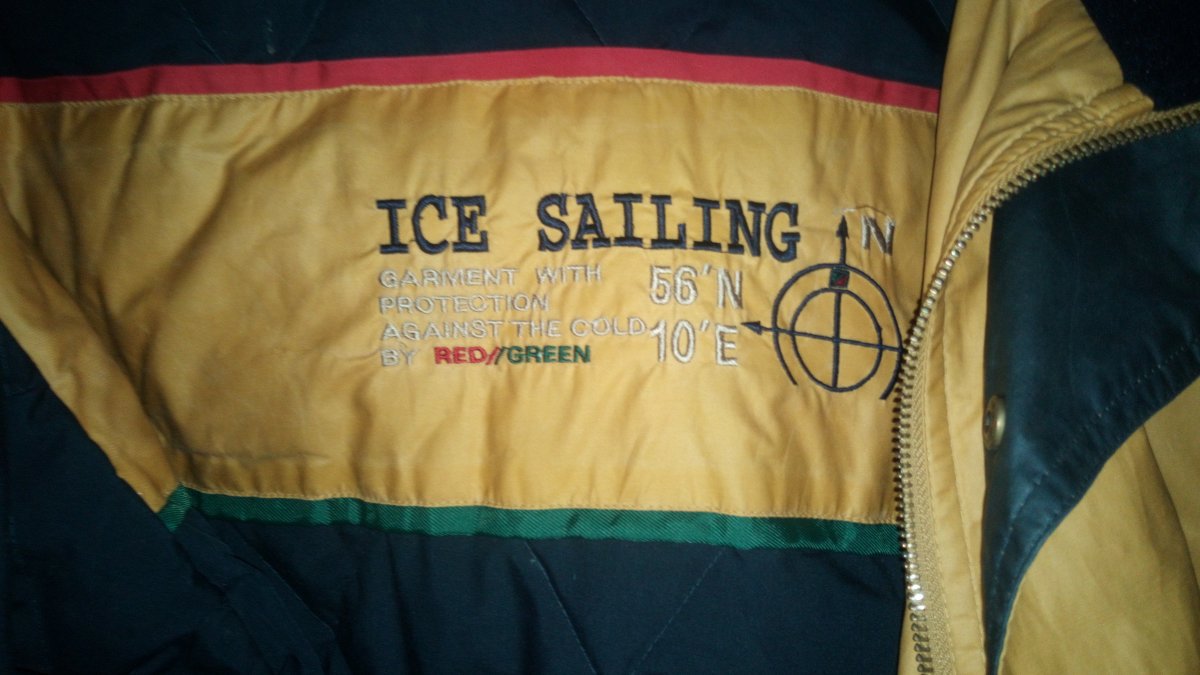 ICE SAILING
N
GARMENT WITH
PROTECTION
AGAINST THE COLD
BY RED//GREEN
56'N
10'E